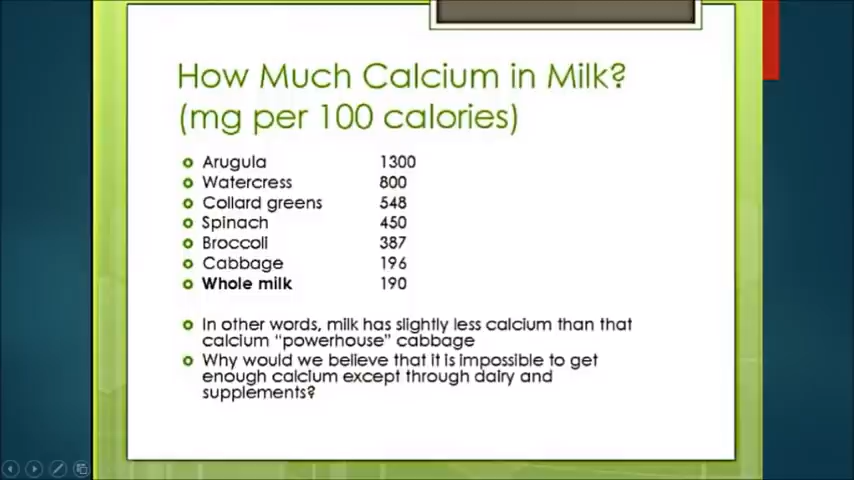 How Much Calcium in Milk?
(mg per 100 calories)
Arugula 1300
Watercress 800
Collard greens 548
Spinach 450
Broccoli 387
Cabbage 196
Whole milk 190
In other words, milk has slightly less calcium than that
calcium "powerhouse" cabbage
Why would we believe that it is impossible to get
enough calcium except through dairy and
supplements?